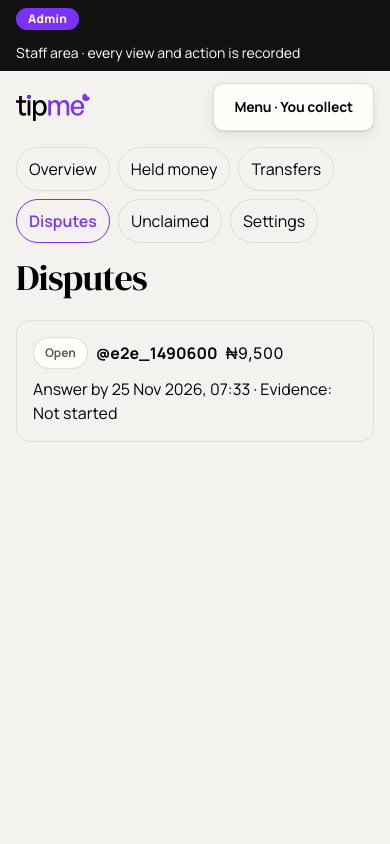 Admin
Staff area · every view and action is recorded
tipme
Menu · You collect
Overview
Held money
Transfers
Disputes
Unclaimed
Settings
Disputes
Open @e2e_1490600 ₦9,500
Answer by 25 Nov 2026, 07:33 · Evidence:
Not started